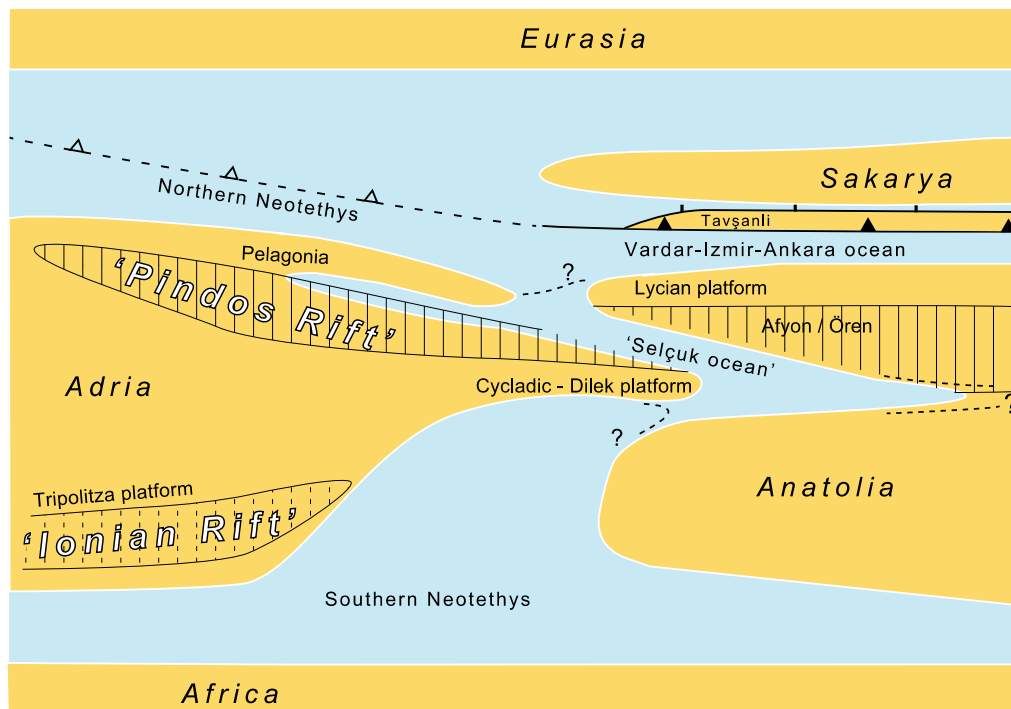 Eurasia
Sakarya
Northern Neotethys
Tavşanli
Vardar-Izmir-Ankara ocean
Pelagonia
?
Lycian platform
'Pindos Rift'
Afyon / Ören
'Selçuk ocean'
Adria
Cycladic - Dilek platform
?
?
Anatolia
Tripolitza platform
'Ionian Rift'
Southern Neotethys
Africa